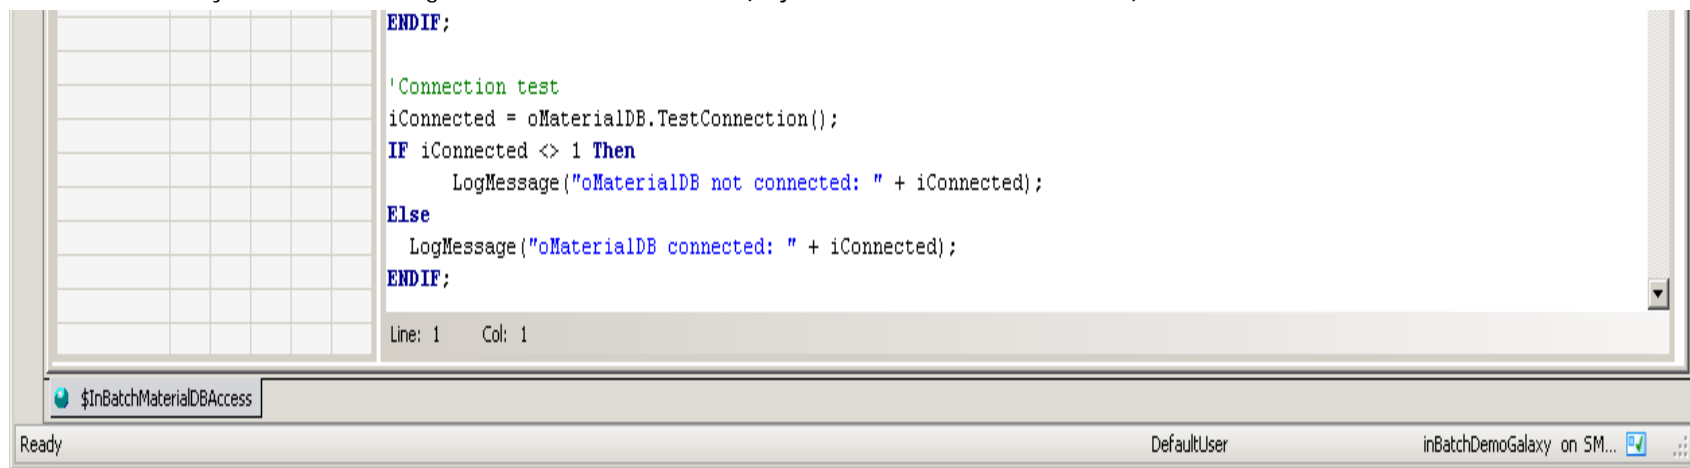 ENDIF;
'Connection test
iConnected = oMaterialDB.TestConnection();
IF iConnected <> 1 Then
LogMessage("oMaterialDB not connected: " + iConnected);
Else
LogMessage("oMaterialDB connected: " + iConnected);
ENDIF;
Line: 1 Col: 1
$InBatchMaterialDBAccess
Ready DefaultUser inBatchDemoGalaxy on SM...